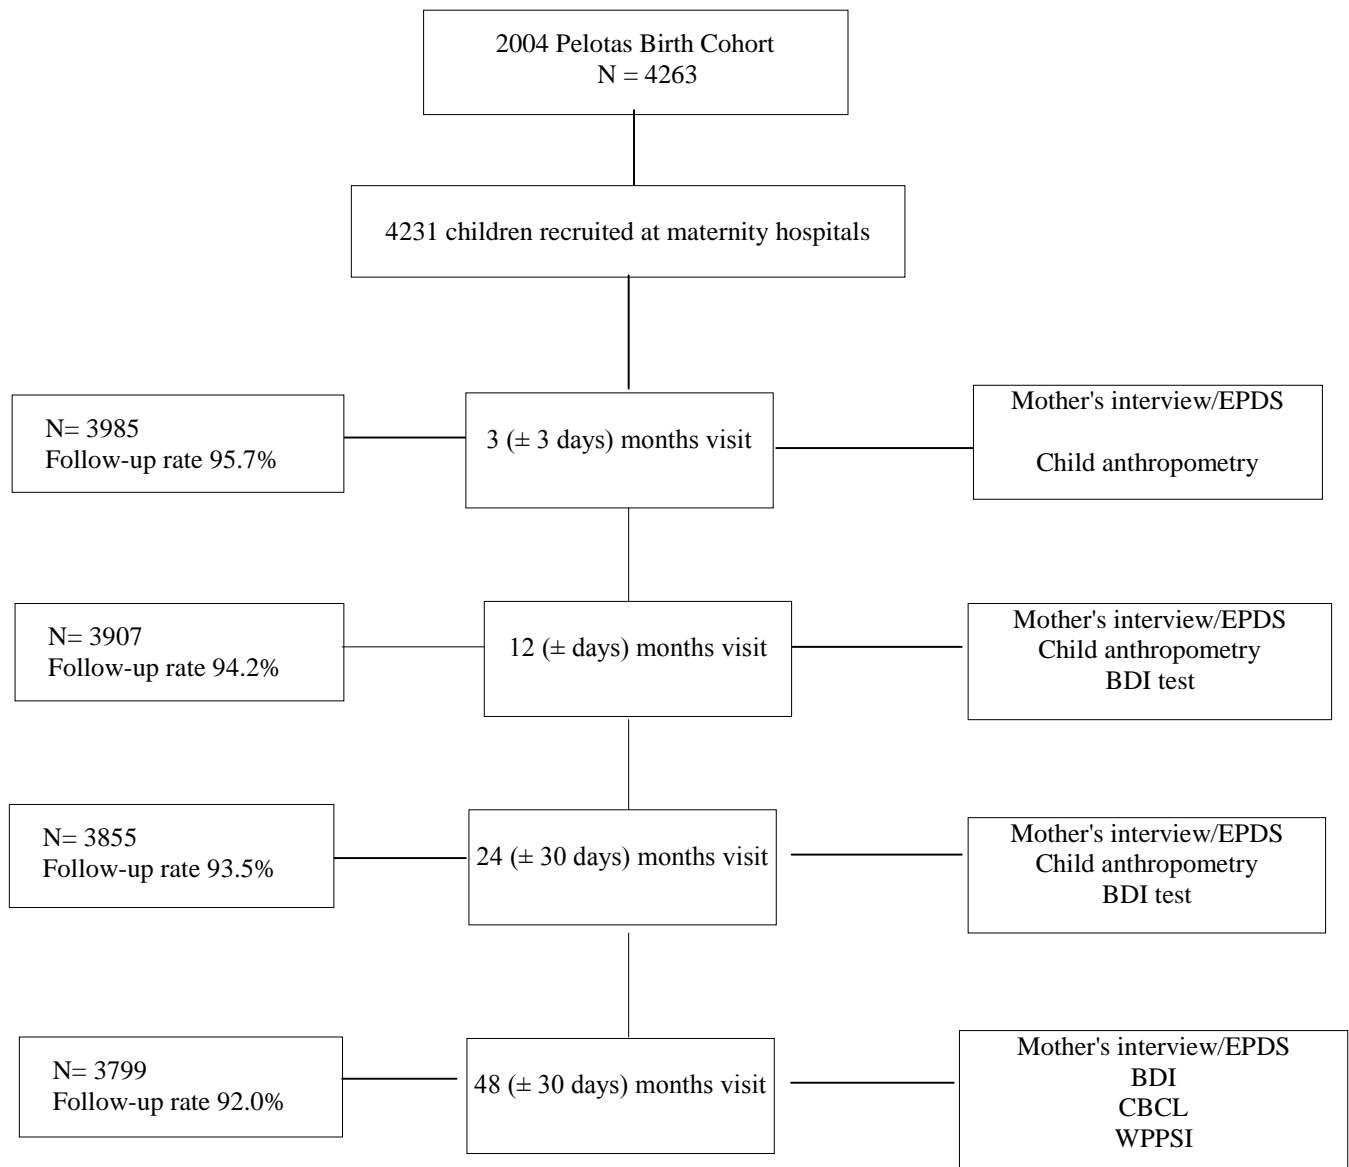 2004 Pelotas Birth Cohort
N = 4263
4231 children recruited at maternity hospitals
N= 3985
Follow-up rate 95.7%
3 (± 3 days) months visit
Mother's interview/EPDS
Child anthropometry
N= 3907
Follow-up rate 94.2%
12 (± days) months visit
Mother's interview/EPDS
Child anthropometry
BDI test
N= 3855
Follow-up rate 93.5%
24 (± 30 days) months visit
Mother's interview/EPDS
Child anthropometry
BDI test
N= 3799
Follow-up rate 92.0%
48 (± 30 days) months visit
Mother's interview/EPDS
BDI
CBCL
WPPSI